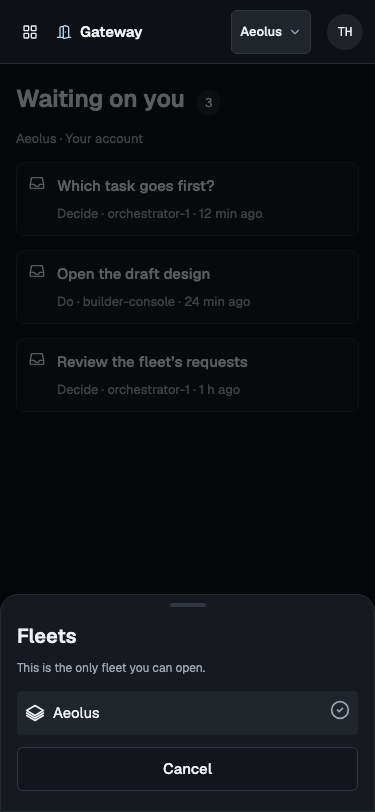 Gateway
Aeolus
TH
Waiting on you 3
Aeolus · Your account
Which task goes first?
Decide · orchestrator-1 · 12 min ago
Open the draft design
Do · builder-console · 24 min ago
Review the fleet’s requests
Decide · orchestrator-1 · 1 h ago
Fleets
This is the only fleet you can open.
Aeolus
Cancel